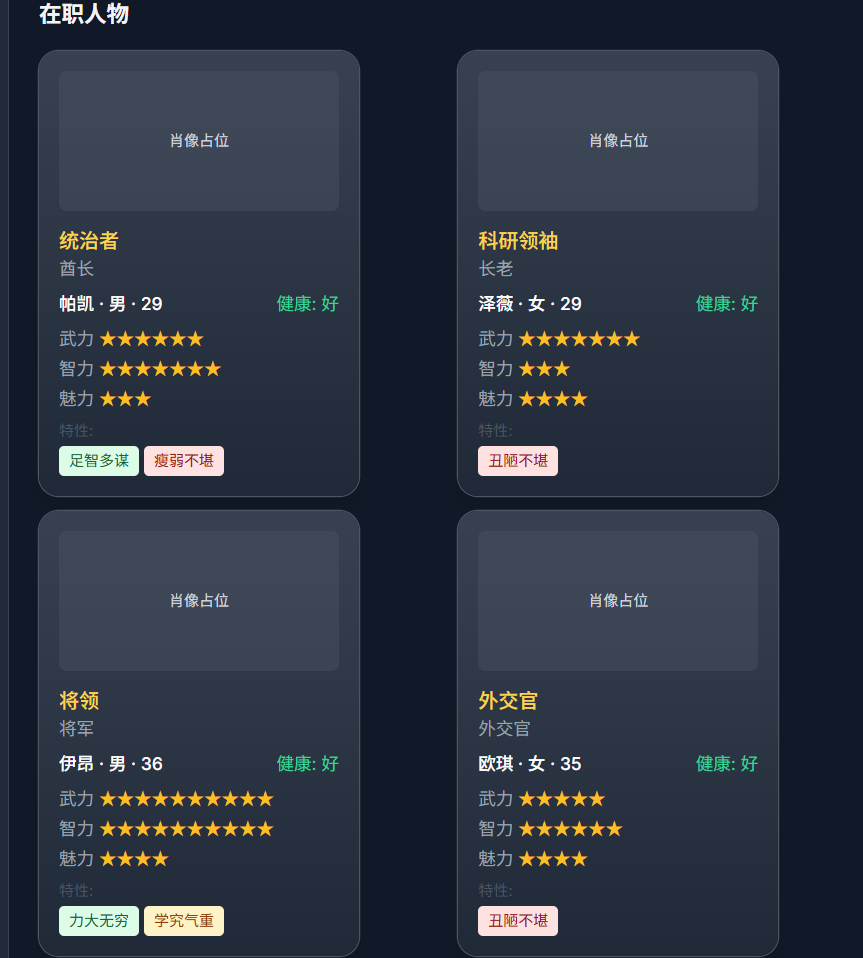 在职人物
肖像占位
统治者
酋长
帕凯 · 男 · 29 健康: 好
武力 ★★★★★★
智力 ★★★★★★★
魅力 ★★★
特性:
足智多谋 瘦弱不堪
肖像占位
科研领袖
长老
泽薇 · 女 · 29 健康: 好
武力 ★★★★★★★
智力 ★★★
魅力 ★★★★
特性:
丑陋不堪
肖像占位
将领
将军
伊昂 · 男 · 36 健康: 好
武力 ★★★★★★★★★★
智力 ★★★★★★★★★★
魅力 ★★★★
特性:
力大无穷 学究气重
肖像占位
外交官
外交官
欧琪 · 女 · 35 健康: 好
武力 ★★★★★
智力 ★★★★★★
魅力 ★★★★
特性:
丑陋不堪